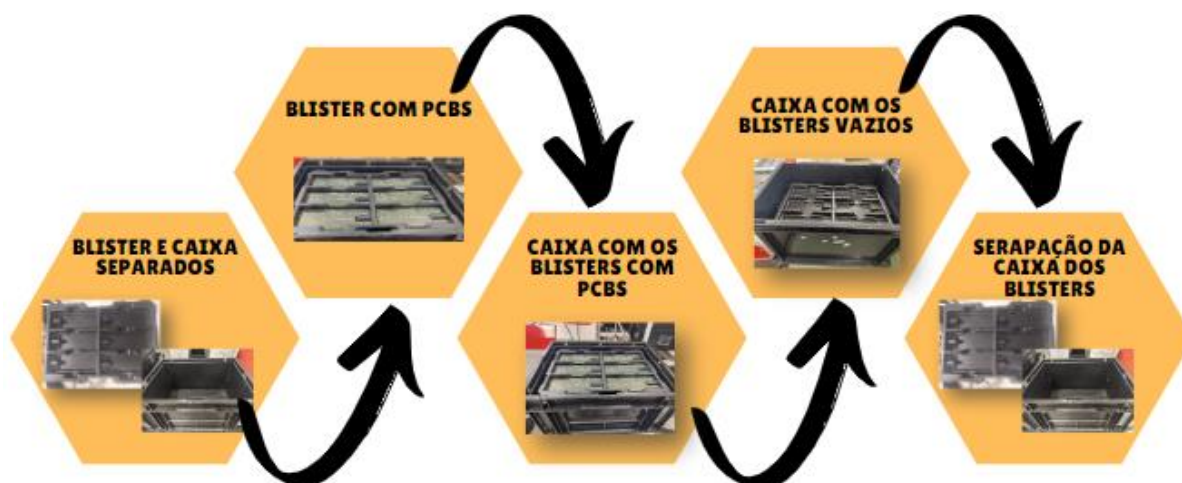 BLISTER E CAIXA
SEPARADOS
BLISTER COM PCBS
CAIXA COM OS
BLISTERS COM
PCBS
CAIXA COM OS
BLISTERS VAZIOS
SERAPAÇÃO DA
CAIXA DOS
BLISTERS